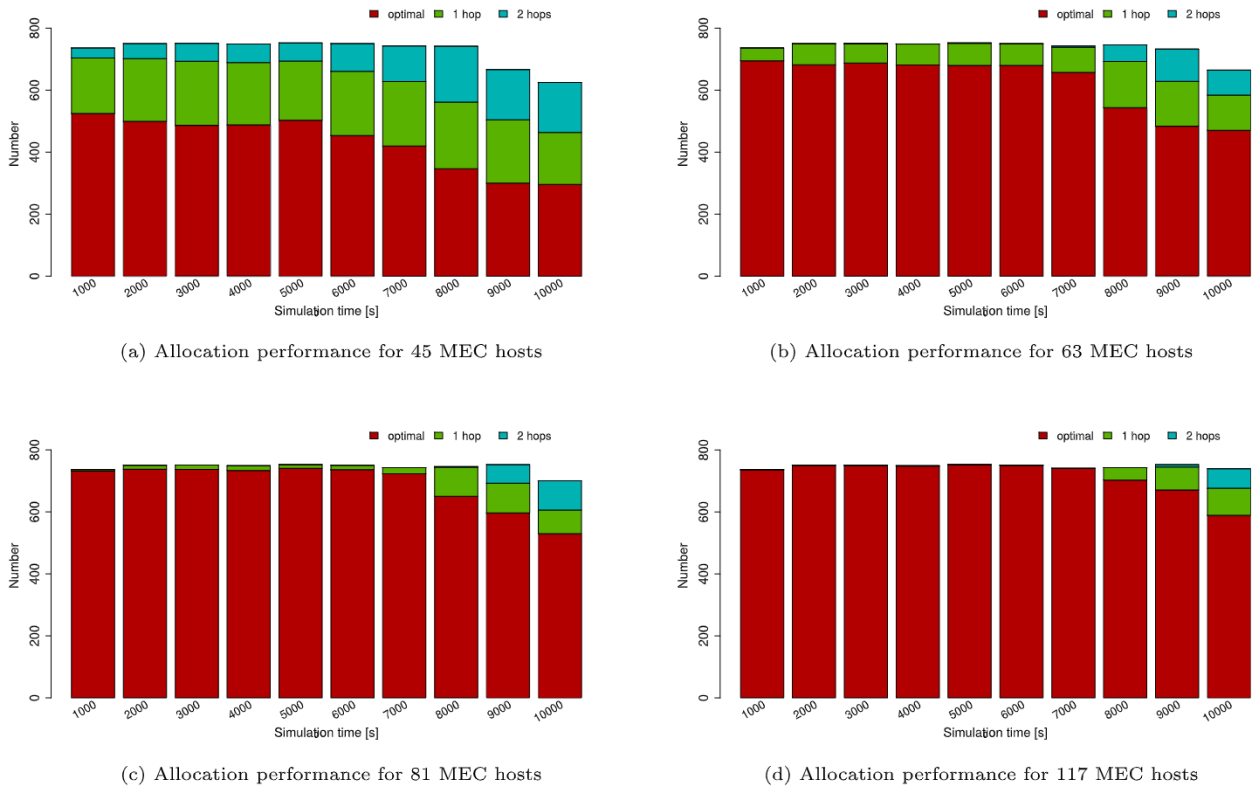 optimal 1 hop 2 hops
800
600
400
200
0
Number
1000 2000 3000 4000 5000 6000 7000 8000 9000 10000
Simulation time [s]
(a) Allocation performance for 45 MEC hosts
optimal 1 hop 2 hops
800
600
400
200
0
Number
1000 2000 3000 4000 5000 6000 7000 8000 9000 10000
Simulation time [s]
(b) Allocation performance for 63 MEC hosts
optimal 1 hop 2 hops
800
600
400
200
0
Number
1000 2000 3000 4000 5000 6000 7000 8000 9000 10000
Simulation time [s]
(c) Allocation performance for 81 MEC hosts
optimal 1 hop 2 hops
800
600
400
200
0
Number
1000 2000 3000 4000 5000 6000 7000 8000 9000 10000
Simulation time [s]
(d) Allocation performance for 117 MEC hosts